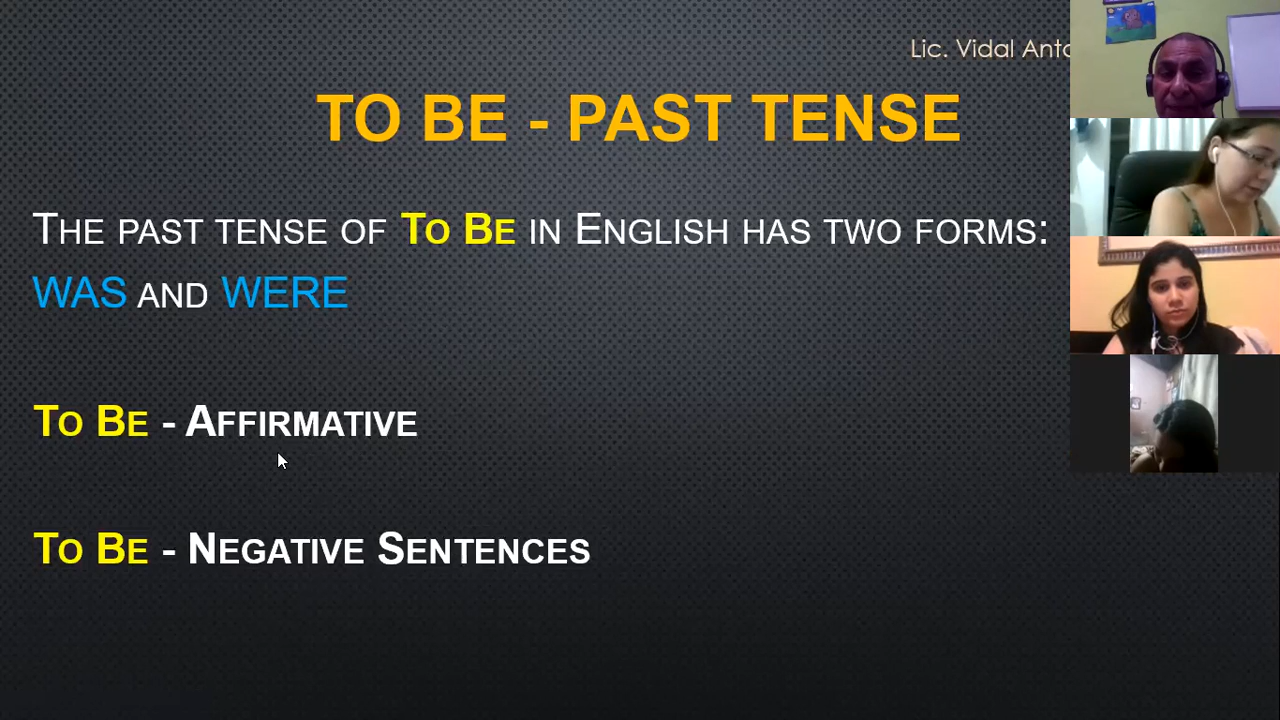 Lic. Vidal
TO BE - PAST TENSE
THE PAST TENSE OF TO BE IN ENGLISH HAS TWO FORMS:
WAS AND WERE
TO BE - AFFIRMATIVE
TO BE - NEGATIVE SENTENCES